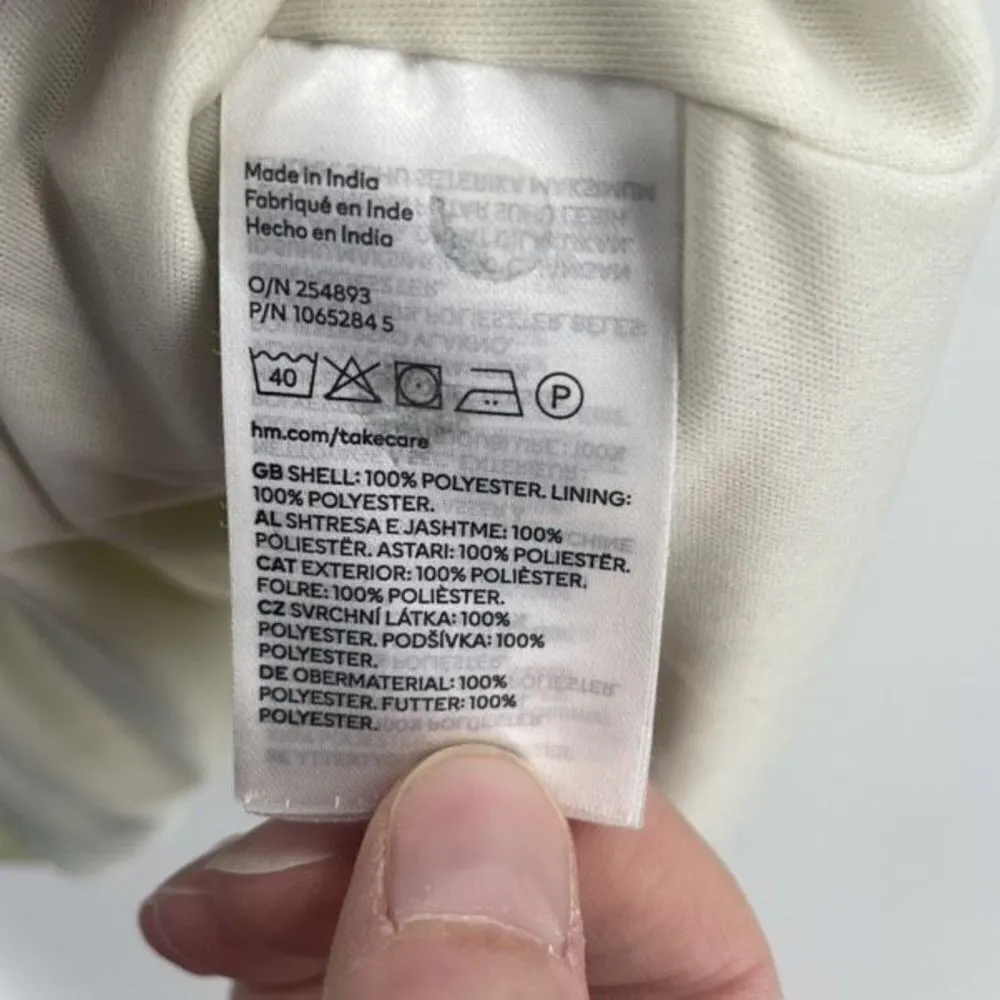 Made in India
Fabriqué en Inde
Hecho en India
O/N 254893
P/N 1065284 5
40
P
hm.com/takecare
GB SHELL: 100% POLYESTER. LINING:
100% POLYESTER.
AL SHTRESA E JASHTME: 100%
POLIESTËR. ASTARI: 100% POLIESTËR.
CAT EXTERIOR: 100% POLIÈSTER.
FOLRE: 100% POLIÈSTER.
CZ SVRCHNÍ LÁTKA: 100%
POLYESTER. PODŠÍVKA: 100%
POLYESTER.
DE OBERMATERIAL: 100%
POLYESTER. FUTTER: 100%
POLYESTER.